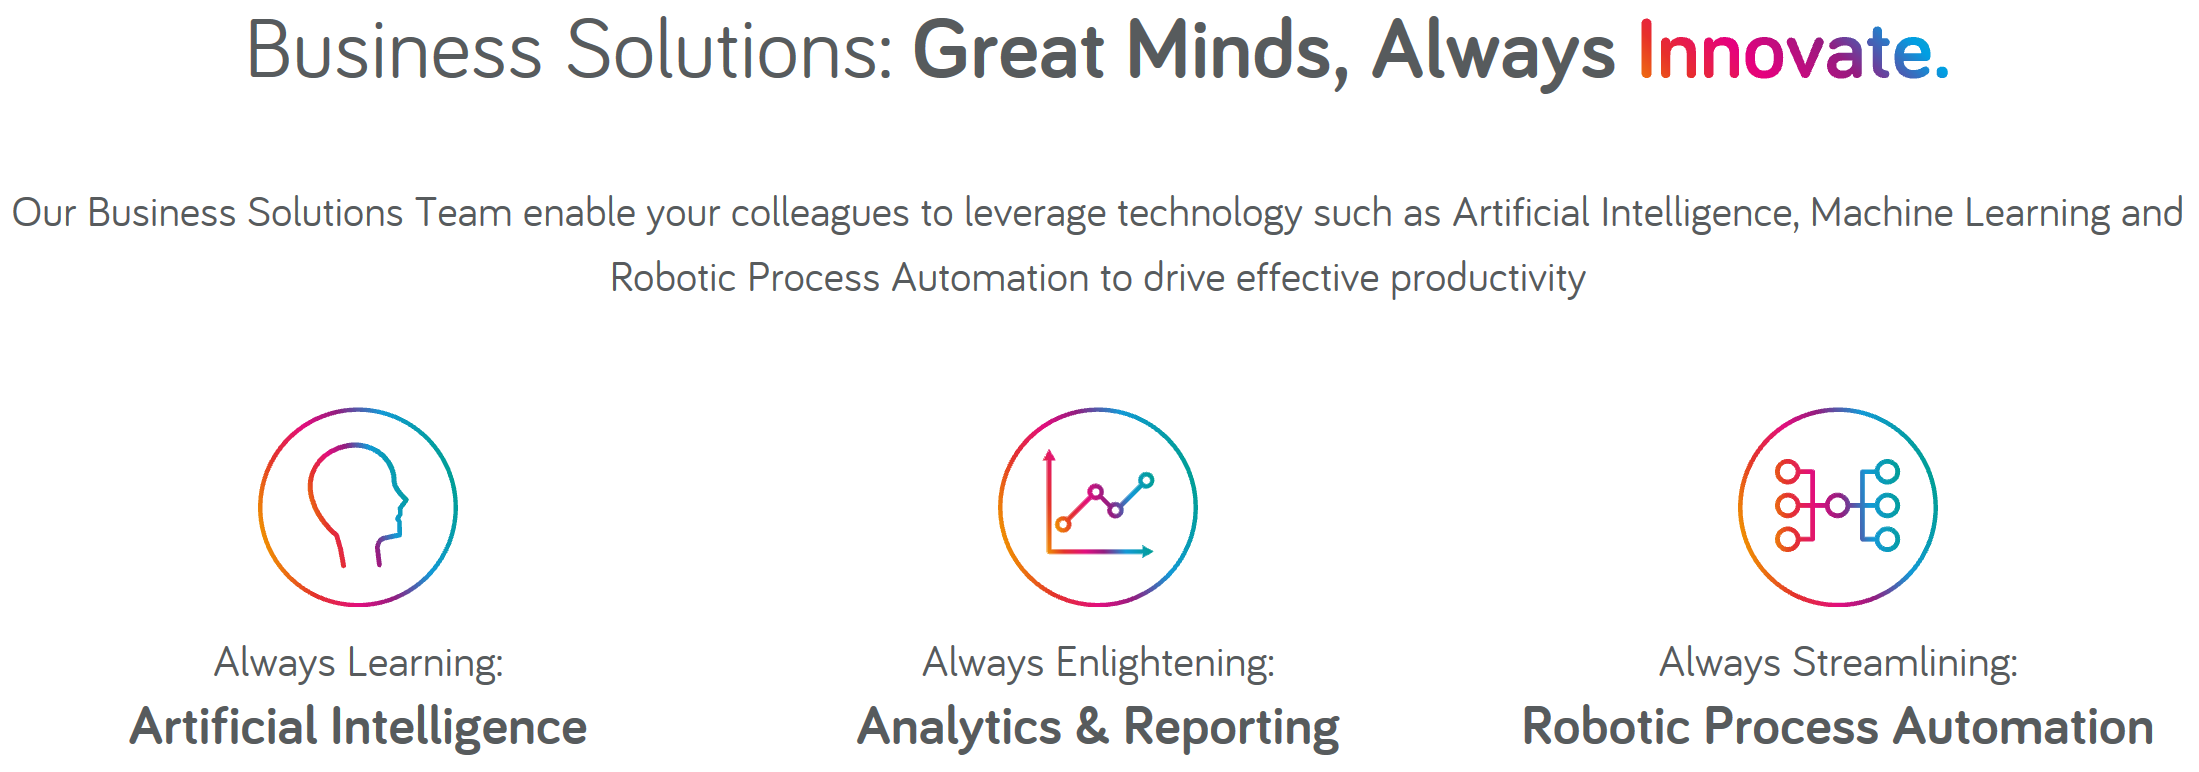 Business Solutions: Great Minds, Always Innovate.
Our Business Solutions Team enable your colleagues to leverage technology such as Artificial Intelligence, Machine Learning and
Robotic Process Automation to drive effective productivity
Always Learning:
Artificial Intelligence
Always Enlightening:
Analytics & Reporting
Always Streamlining:
Robotic Process Automation